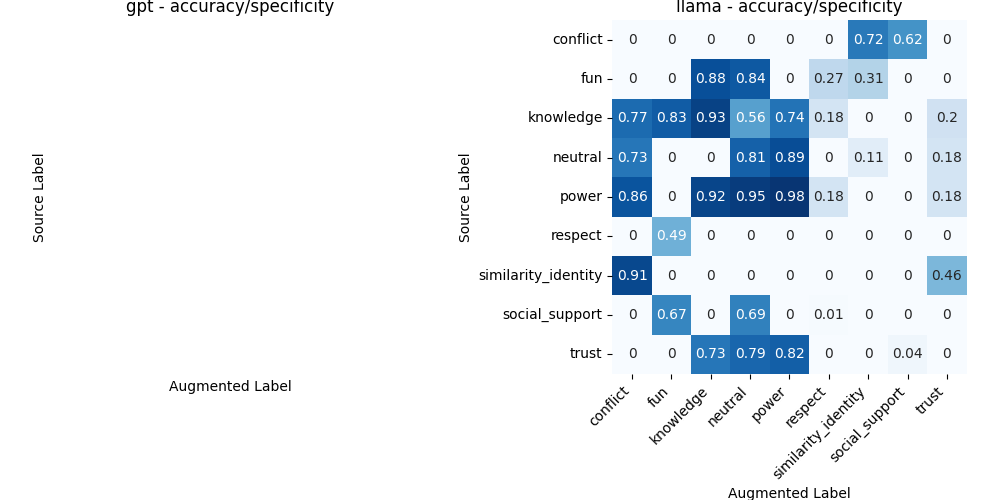 gpt - accuracy/specificity
Source Label
Augmented Label
llama - accuracy/specificity
Source Label
conflict 0 0 0 0 0 0 0.72 0.62 0
fun 0 0 0.88 0.84 0 0.27 0.31 0 0
knowledge 0.77 0.83 0.93 0.56 0.74 0.18 0 0 0.2
neutral 0.73 0 0 0.81 0.89 0 0.11 0 0.18
power 0.86 0 0.92 0.95 0.98 0.18 0 0 0.18
respect 0 0.49 0 0 0 0 0 0 0
similarity_identity 0.91 0 0 0 0 0 0 0 0.46
social_support 0 0.67 0 0.69 0 0.01 0 0 0
trust 0 0 0.73 0.79 0.82 0 0 0.04 0
conflict fun knowledge neutral power respect similarity_identity social_support trust
Augmented Label